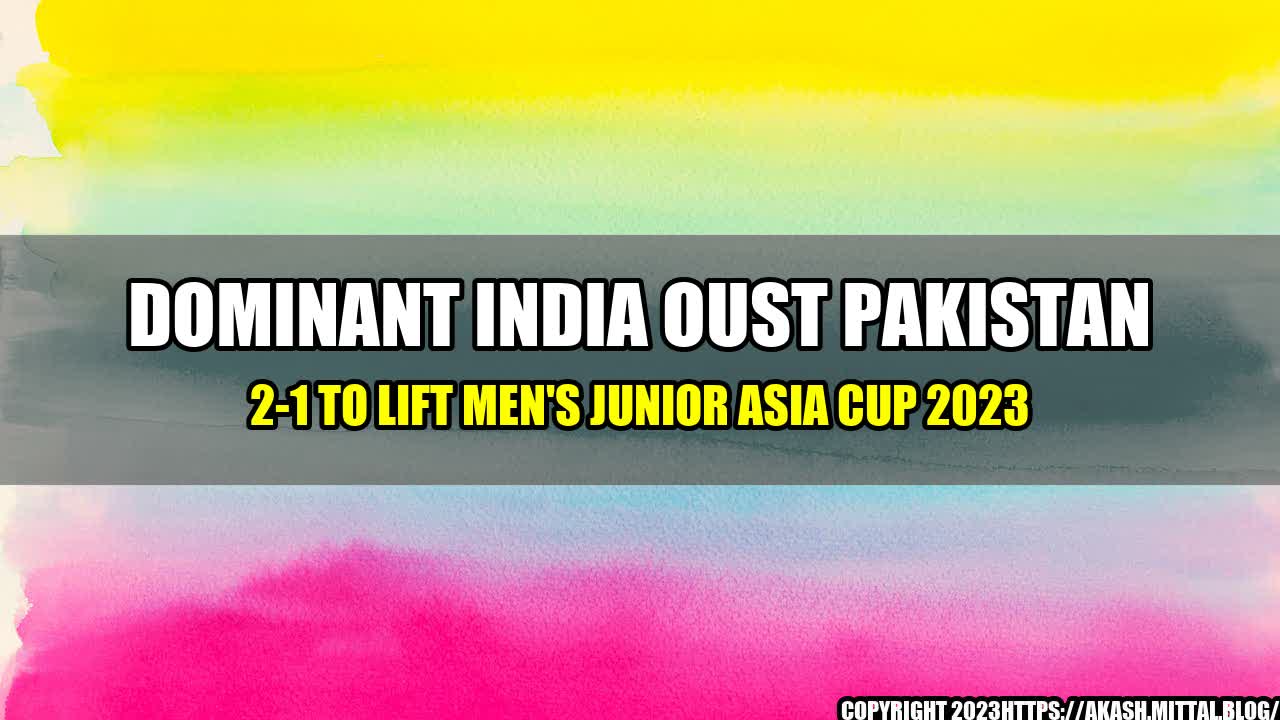 DOMINANT INDIA OUST PAKISTAN
2-1 TO LIFT MEN'S JUNIOR ASIA CUP 2023
COPYRIGHT 2023HTTPS://AKASH.MITTAL.BLOG/